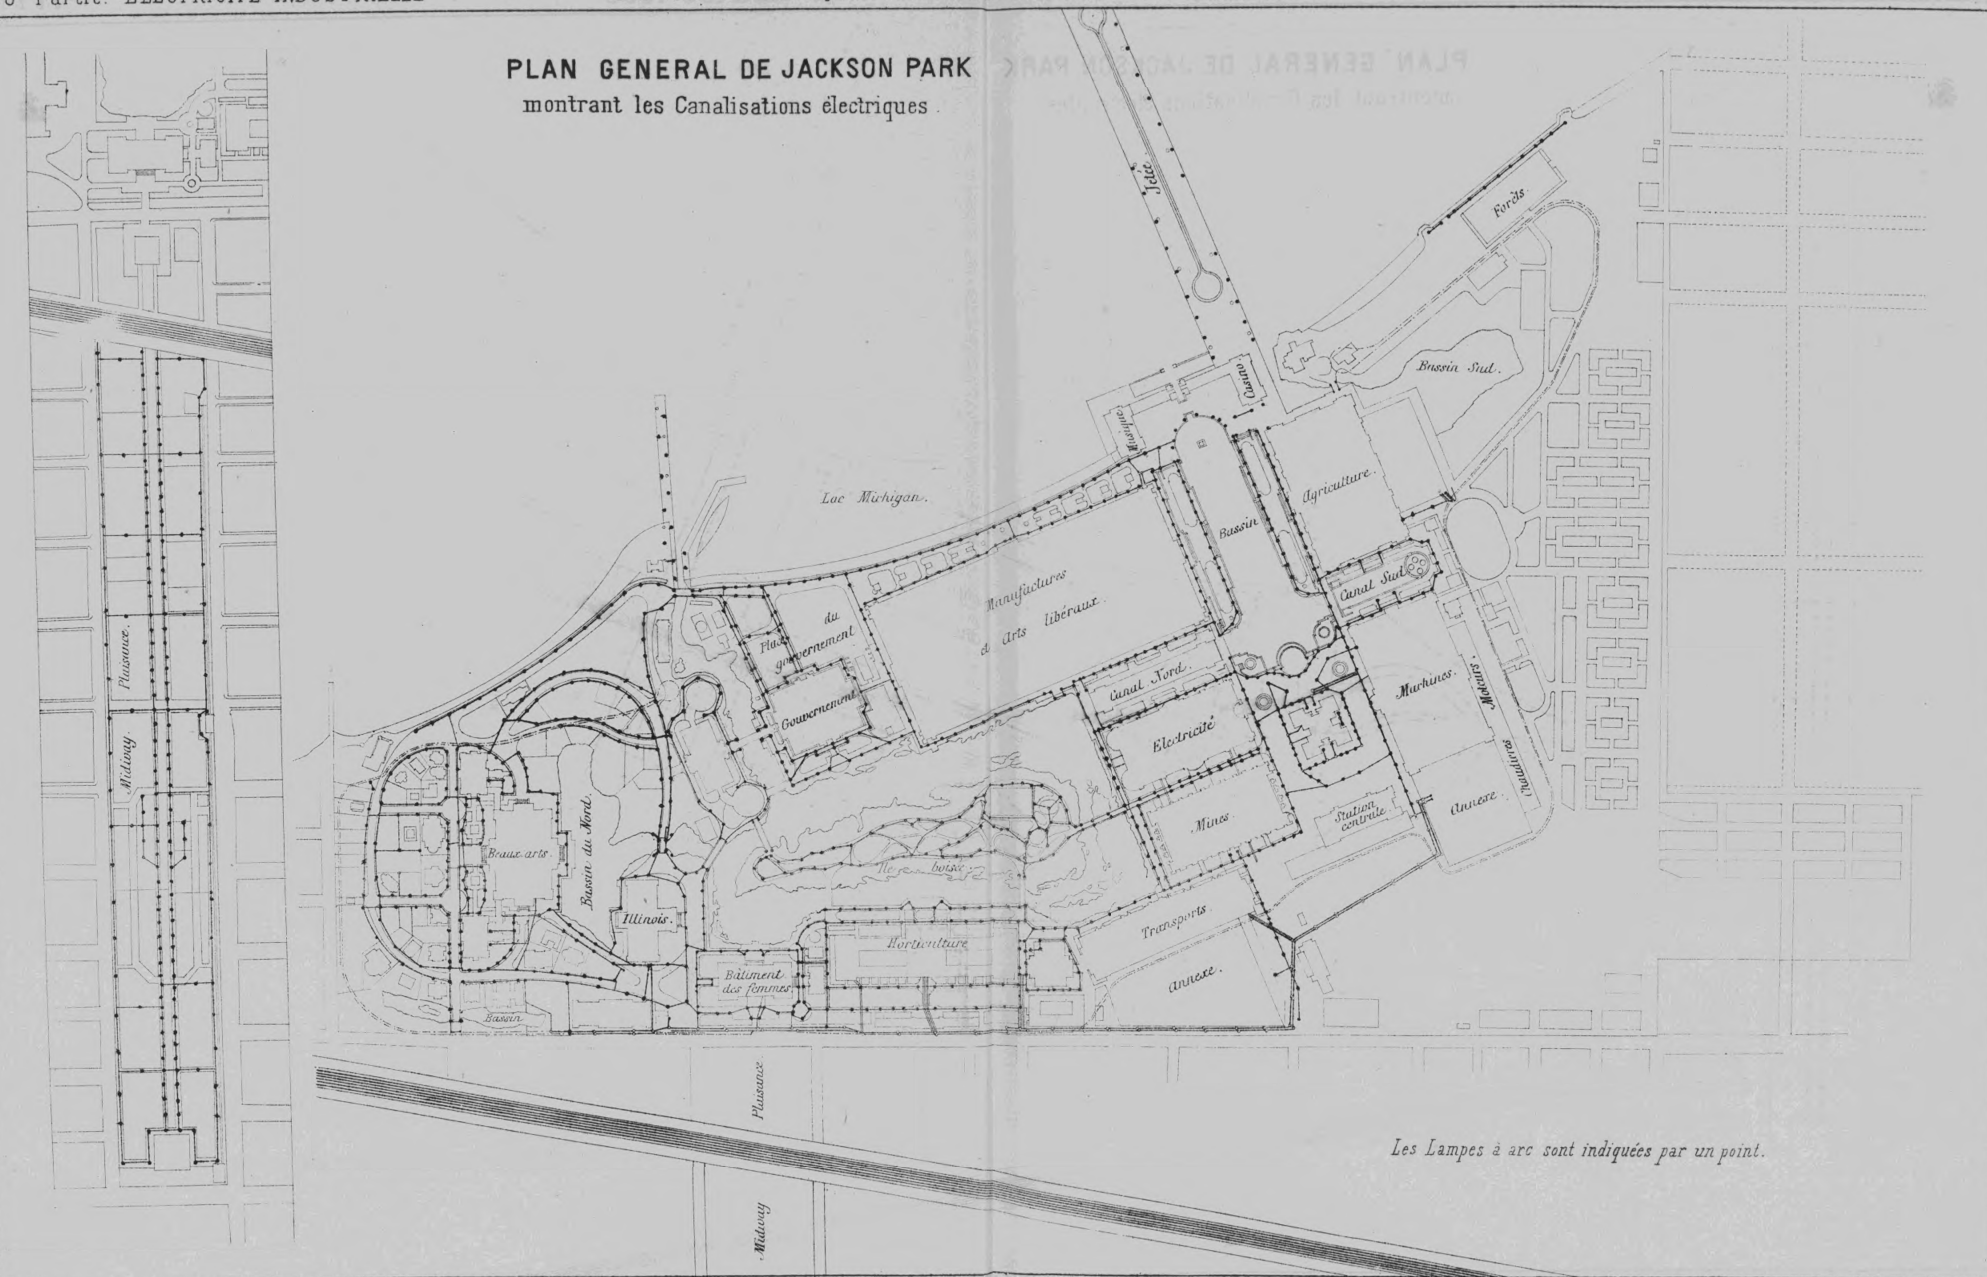 Partie. ELECTRICITÉ INDUSTRIELLE
PLAN GENERAL DE JACKSON PARK
montrant les Canalisations électriques.
Jetée.
Forêts.
Bassin Sud.
Casino.
Musique.
Lac Michigan.
Agriculture.
Bassin
Manufactures
et Arts libéraux.
Canal Sud
Place
du
gouvernement
Gouvernement
Canal Nord.
Electricité
Machines.
Moteurs.
Chaudières
Annexe.
Station
centrale
Mines.
Plaisance.
Midway.
Beaux-arts.
Bassin du Nord.
Ile boisée
Illinois.
Transports.
Horticulture
Annexe.
Bâtiment
des femmes
Bassin
Plaisance
Midway
Les Lampes à arc sont indiquées par un point.